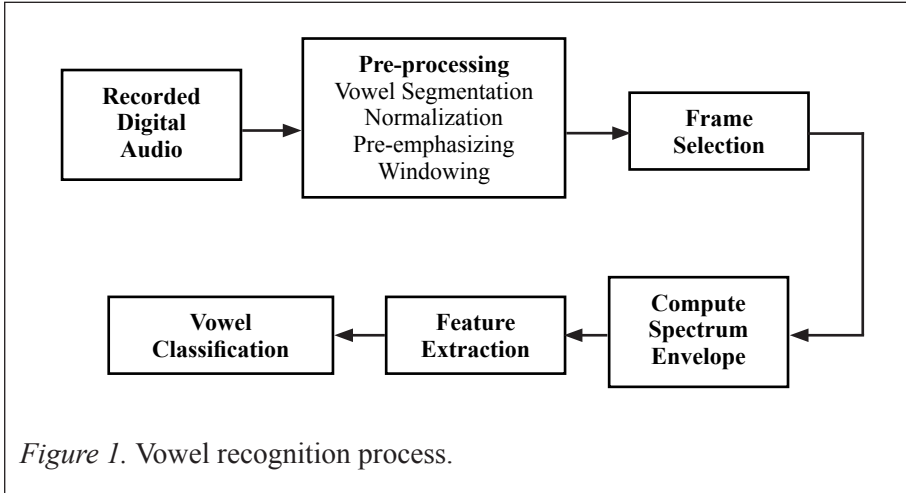 Recorded
Digital
Audio
Pre-processing
Vowel Segmentation
Normalization
Pre-emphasizing
Windowing
Frame
Selection
Compute
Spectrum
Envelope
Feature
Extraction
Vowel
Classification
Figure 1. Vowel recognition process.